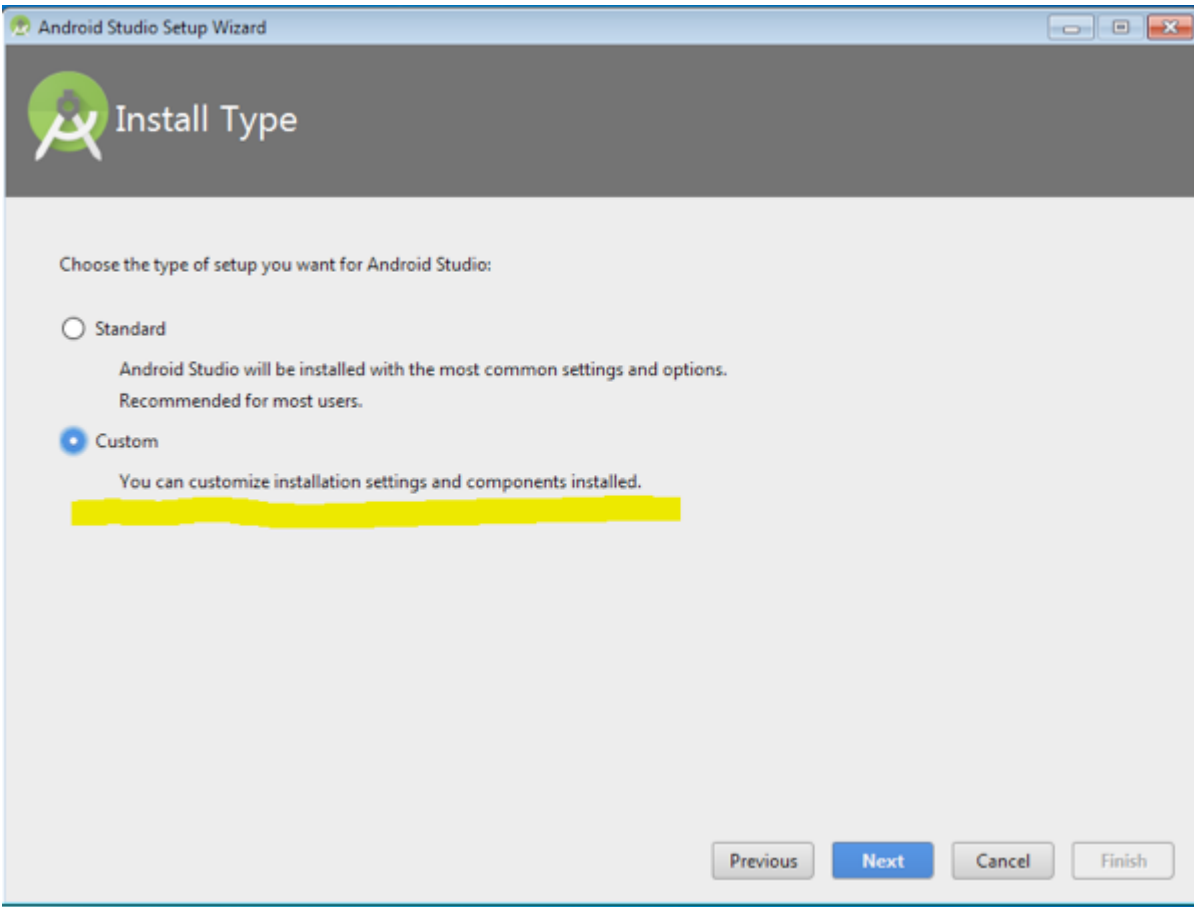 Android Studio Setup Wizard
Install Type
Choose the type of setup you want for Android Studio:
Standard
Android Studio will be installed with the most common settings and options.
Recommended for most users.
Custom
You can customize installation settings and components installed.
Previous Next Cancel Finish